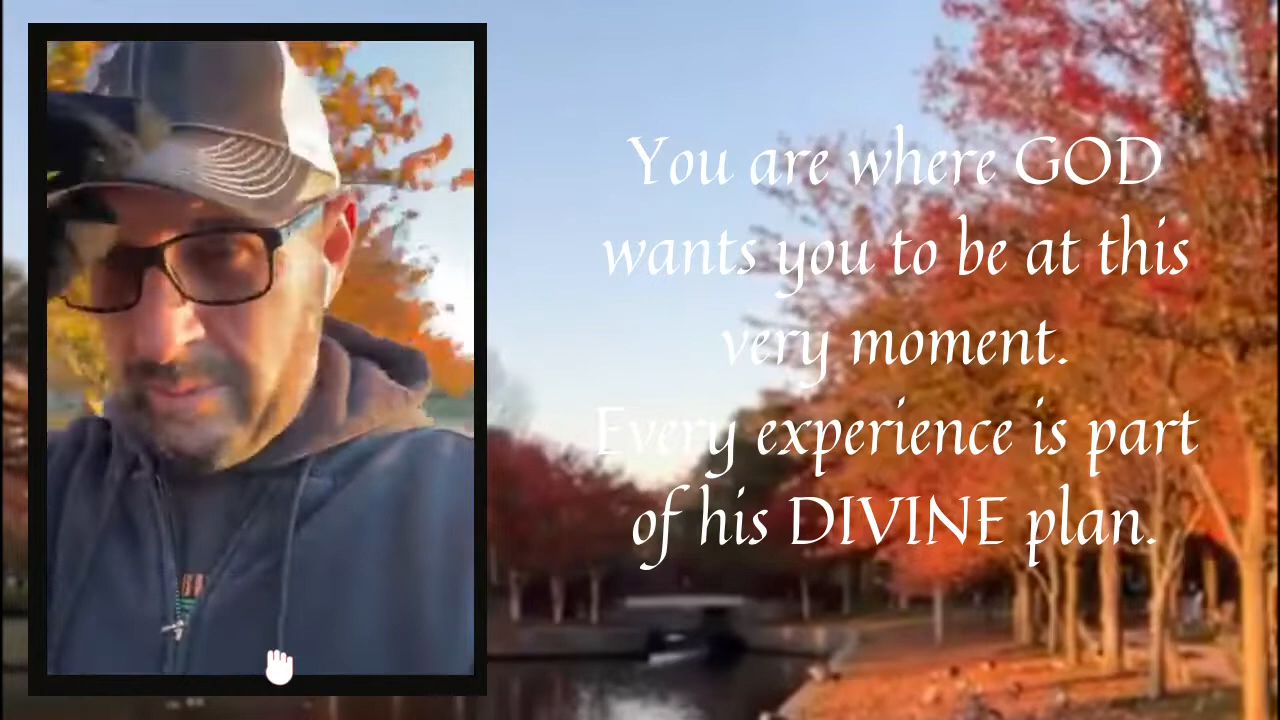 You are where GOD
wants you to be at this
very moment.
Every experience is part
of his DIVINE plan.